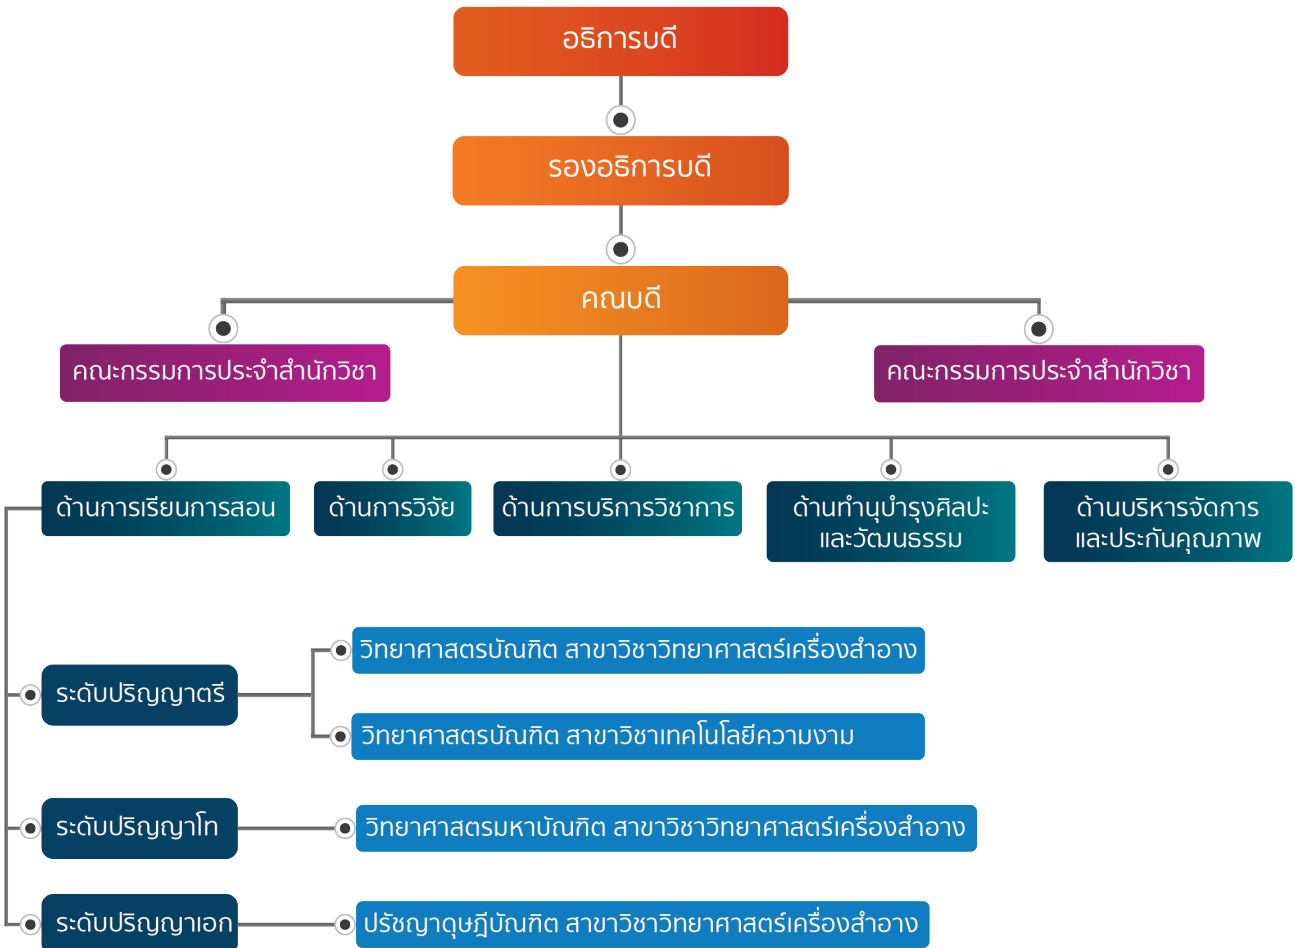 อธิการบดี
รองอธิการบดี
คณบดี
คณะกรรมการประจำสำนักวิชา
คณะกรรมการประจำสำนักวิชา
ด้านการเรียนการสอน
ด้านการวิจัย
ด้านการบริการวิชาการ
ด้านทำนุบำรุงศิลปะ
และวัฒนธรรม
ด้านบริหารจัดการ
และประกันคุณภาพ
ระดับปริญญาตรี
วิทยาศาสตรบัณฑิต สาขาวิชาวิทยาศาสตร์เครื่องสำอาง
วิทยาศาสตรบัณฑิต สาขาวิชาเทคโนโลยีความงาม
ระดับปริญญาโท
วิทยาศาสตรมหาบัณฑิต สาขาวิชาวิทยาศาสตร์เครื่องสำอาง
ระดับปริญญาเอก
ปรัชญาดุษฎีบัณฑิต สาขาวิชาวิทยาศาสตร์เครื่องสำอาง